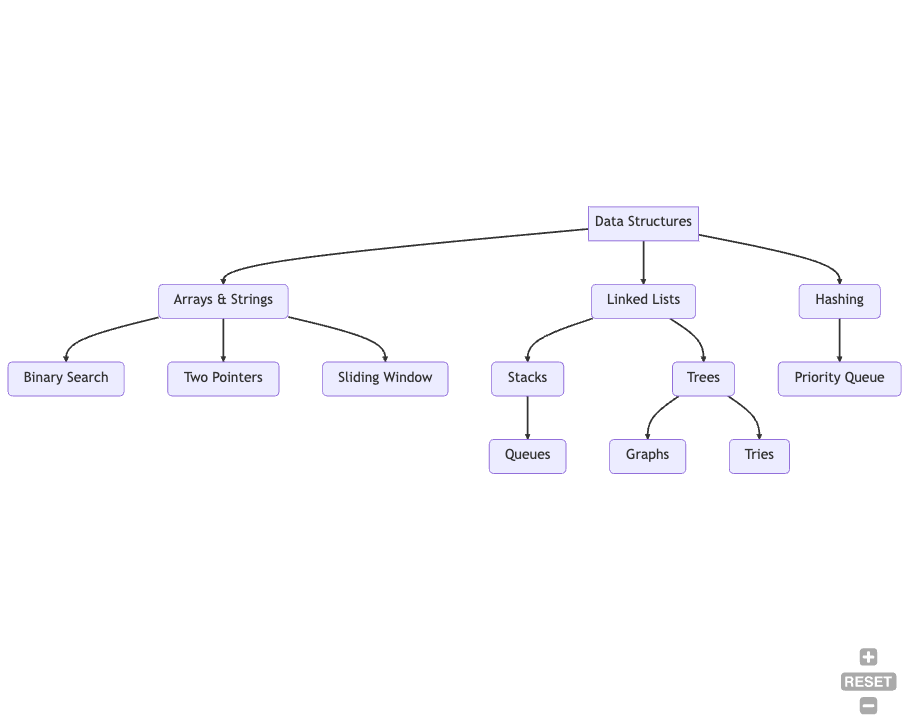 Data Structures
Arrays & Strings
Linked Lists
Hashing
Binary Search
Two Pointers
Sliding Window
Stacks
Trees
Priority Queue
Queues
Graphs
Tries
RESET